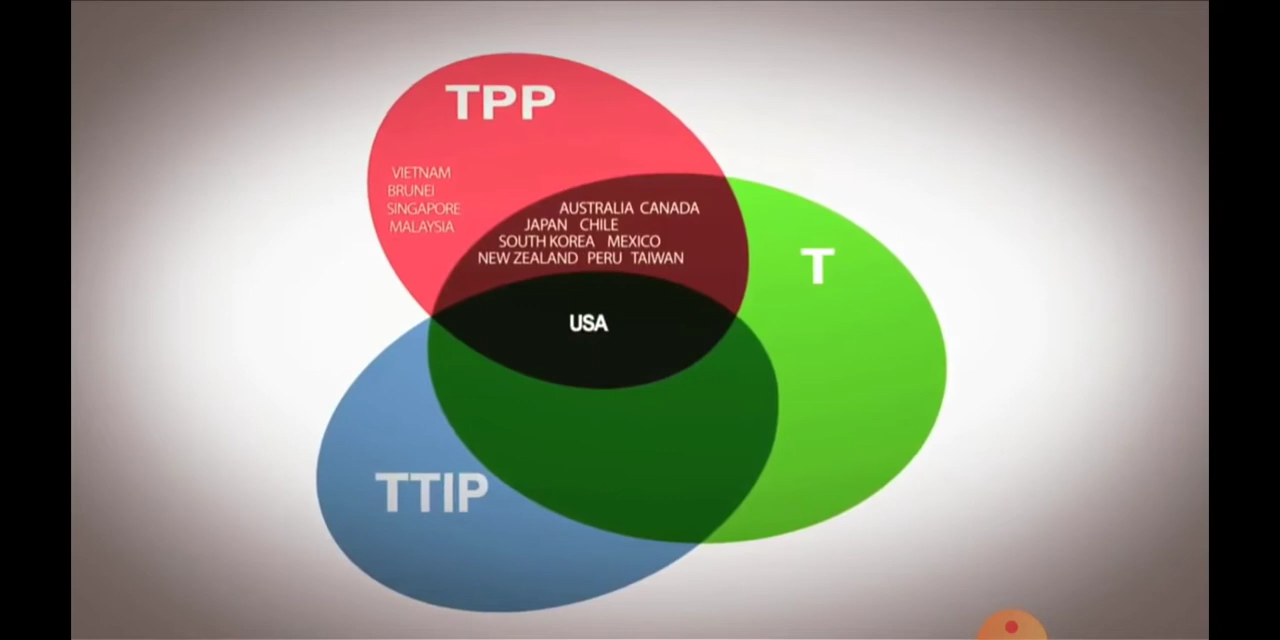 TPP
VIETNAM
BRUNEI
SINGAPORE
MALAYSIA
AUSTRALIA CANADA
JAPAN CHILE
SOUTH KOREA MEXICO
NEW ZEALAND PERU TAIWAN
T
USA
TTIP